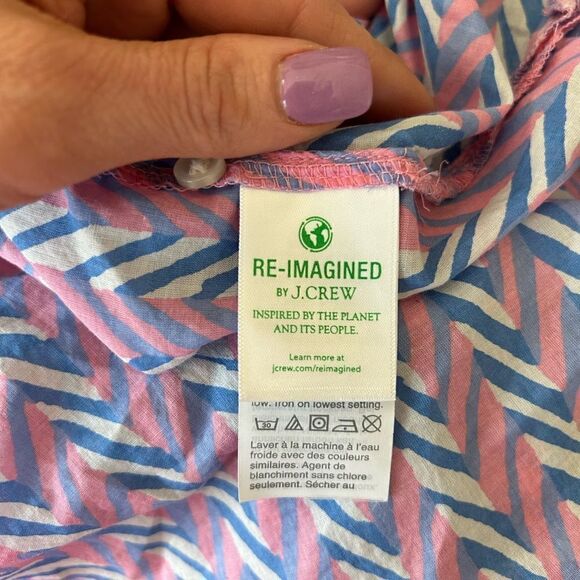 RE-IMAGINED
BY J.CREW
INSPIRED BY THE PLANET
AND ITS PEOPLE.
Learn more at
jcrew.com/reimagined
low. Iron on lowest setting.
30
Laver à la machine à l'eau
froide avec des couleurs
similaires. Agent de
blanchiment sans chlore
seulement. Sécher au